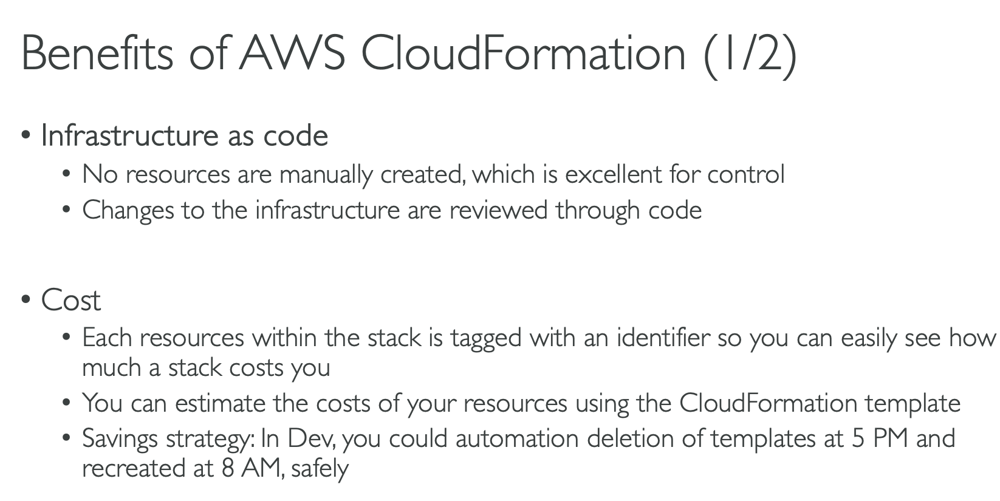 Benefits of AWS CloudFormation (1/2)
• Infrastructure as code
• No resources are manually created, which is excellent for control
• Changes to the infrastructure are reviewed through code
• Cost
• Each resources within the stack is tagged with an identifier so you can easily see how
much a stack costs you
• You can estimate the costs of your resources using the CloudFormation template
• Savings strategy: In Dev, you could automation deletion of templates at 5 PM and
recreated at 8 AM, safely